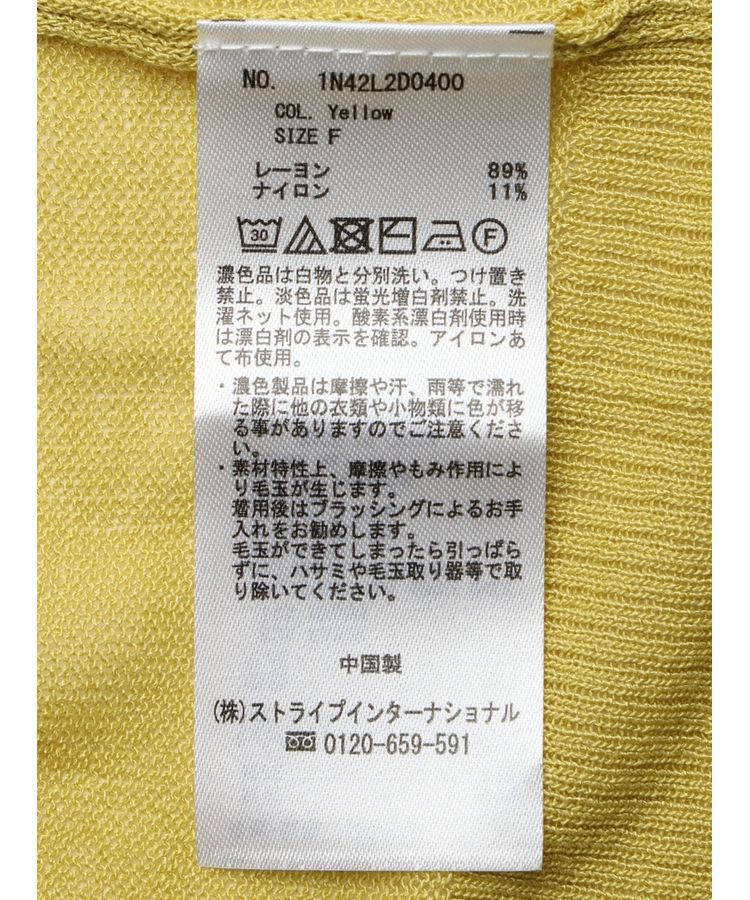 NO. 1N42L2D0400
COL. Yellow
SIZE F
レーヨン 89%
ナイロン 11%
30 F
濃色品は白物と分別洗い。つけ置き
禁止。淡色品は蛍光増白剤禁止。洗
濯ネット使用。酸素系漂白剤使用時
は漂白剤の表示を確認。アイロンあ
て布使用。
・濃色製品は摩擦や汗、雨等で濡れ
た際に他の衣類や小物類に色が移
る事がありますのでご注意くださ
い。
・素材特性上、摩擦やもみ作用によ
り毛玉が生じます。
着用後はブラッシングによるお手
入れをお勧めします。
毛玉ができてしまったら引っぱら
ずに、ハサミや毛玉取り器等で取
り除いてください。
中国製
(株)ストライプインターナショナル
0120-659-591